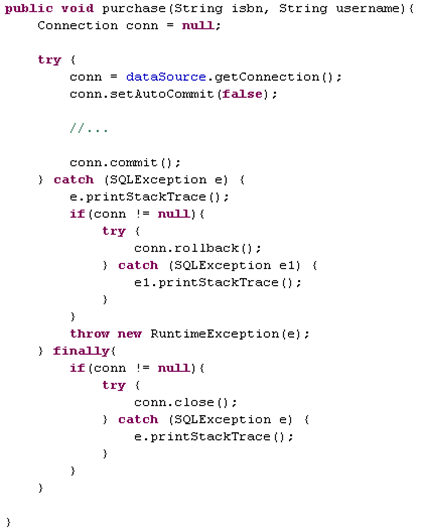 public void purchase(String isbn, String username){
    Connection conn = null;

    try {
        conn = dataSource.getConnection();
        conn.setAutoCommit(false);

        //...

        conn.commit();
    } catch (SQLException e) {
        e.printStackTrace();
        if(conn != null){
            try {
                conn.rollback();
            } catch (SQLException e1) {
                e1.printStackTrace();
            }
        }
        throw new RuntimeException(e);
    } finally{
        if(conn != null){
            try {
                conn.close();
            } catch (SQLException e) {
                e.printStackTrace();
            }
        }
    }

}